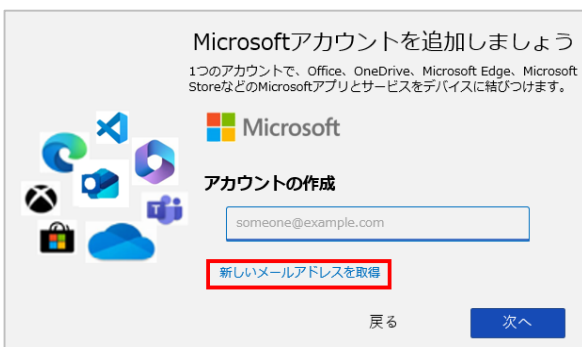 Microsoftアカウントを追加しましょう
1つのアカウントで、Office、OneDrive、Microsoft Edge、Microsoft
StoreなどのMicrosoftアプリとサービスをデバイスに結びつけます。
Microsoft
アカウントの作成
someone@example.com
新しいメールアドレスを取得
戻る
次へ